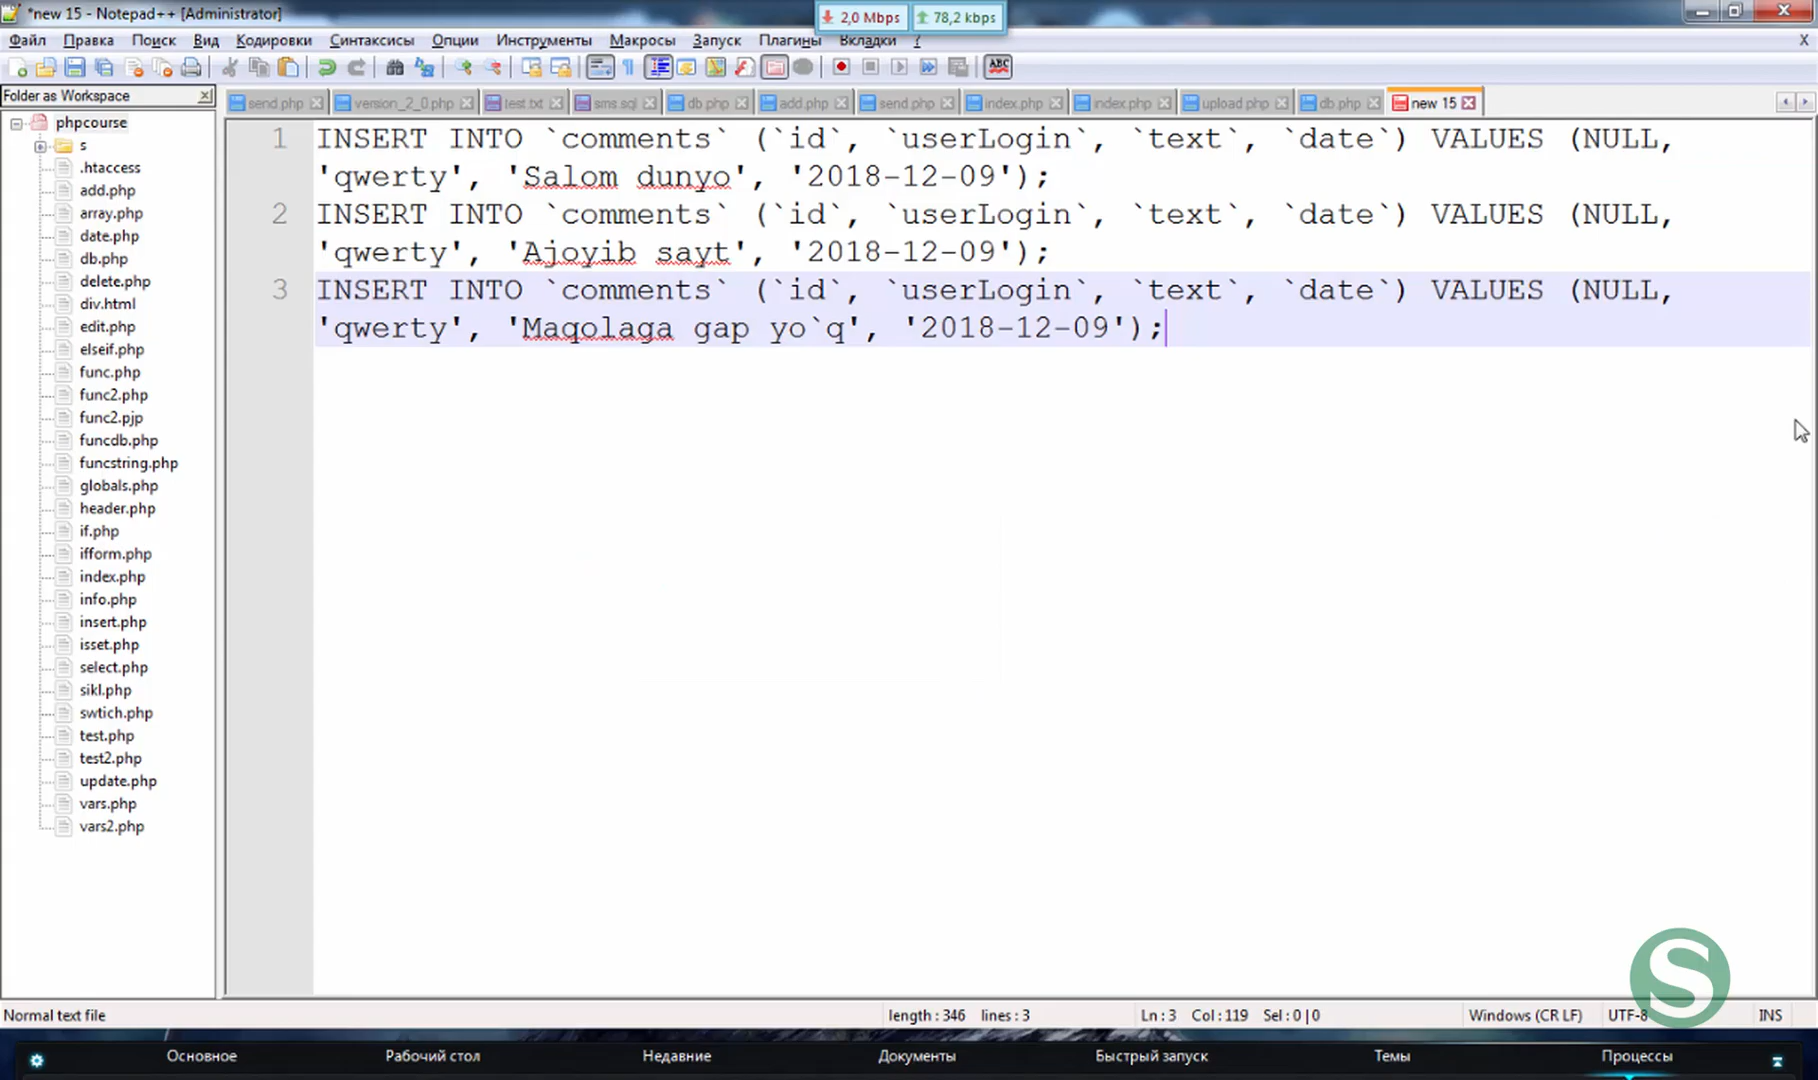 *new 15 - Notepad++ [Administrator]
2,0 Mbps 78,2 kbps
Файл Правка Поиск Вид Кодировки Синтаксисы Опции Инструменты Макросы Запуск Плагины Вкладки ? X
ABC
Folder as Workspace
send.php version_2_0.php test.txt sms.sql db.php add.php send.php index.php index.php upload.php db.php new 15
phpcourse
s
.htaccess
add.php
array.php
date.php
db.php
delete.php
div.html
edit.php
elseif.php
func.php
func2.php
func2.pjp
funcdb.php
funcstring.php
globals.php
header.php
if.php
ifform.php
index.php
info.php
insert.php
isset.php
select.php
sikl.php
swtich.php
test.php
test2.php
update.php
vars.php
vars2.php
1 INSERT INTO `comments` (`id`, `userLogin`, `text`, `date`) VALUES (NULL,
'qwerty', 'Salom dunyo', '2018-12-09');
2 INSERT INTO `comments` (`id`, `userLogin`, `text`, `date`) VALUES (NULL,
'qwerty', 'Ajoyib sayt', '2018-12-09');
3 INSERT INTO `comments` (`id`, `userLogin`, `text`, `date`) VALUES (NULL,
'qwerty', 'Maqolaga gap yo`q', '2018-12-09');
S
Normal text file length : 346 lines : 3 Ln : 3 Col : 119 Sel : 0 | 0 Windows (CR LF) UTF-8 INS
Основное Рабочий стол Недавние Документы Быстрый запуск Темы Процессы